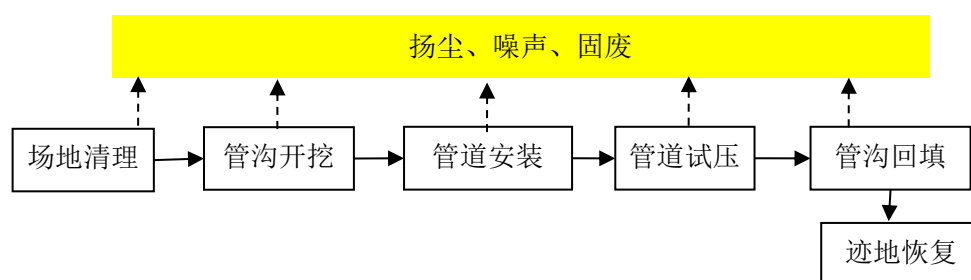 扬尘、噪声、固废
场地清理
管沟开挖
管道安装
管道试压
管沟回填
迹地恢复